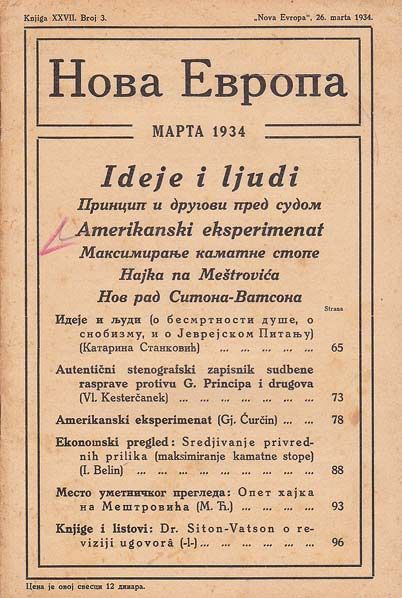 Knjiga XXVII. Broj 3.
„Nova Evropa", 26. marta 1934.
Нова Европа
МАРТА 1934
Ideje i ljudi
Принцип и другови пред судом
Amerikanski eksperimenat
Максимирање каматне стопе
Hajka na Meštrovića
Нов рад Ситона-Ватсона
Strana
Идеје и људи (о бесмртности душе, о
снобизму, и о Јеврејском Питању)
(Катарина Станковић) ... ... ... ... ... 65
Autentični stenografski zapisnik sudbene
rasprave protivu G. Principa i drugova
(Vl. Kesterčanek) ... ... ... ... ... ... 73
Amerikanski eksperimenat (Gj. Ćurčin) ... ... 78
Ekonomski pregled: Sredjivanje privred-
nih prilika (maksimiranje kamatne stope)
(I. Belin) ... ... ... ... ... ... ... ... 88
Место уметничког прегледа: Опет хајка
на Мештровића (М. Ћ.) ... ... ... ... 93
Knjige i listovi: Dr. Siton-Vatson o re-
viziji ugovorâ (-l-) ... ... ... ... ... ... 96
Цена је овој свесци 12 динара.